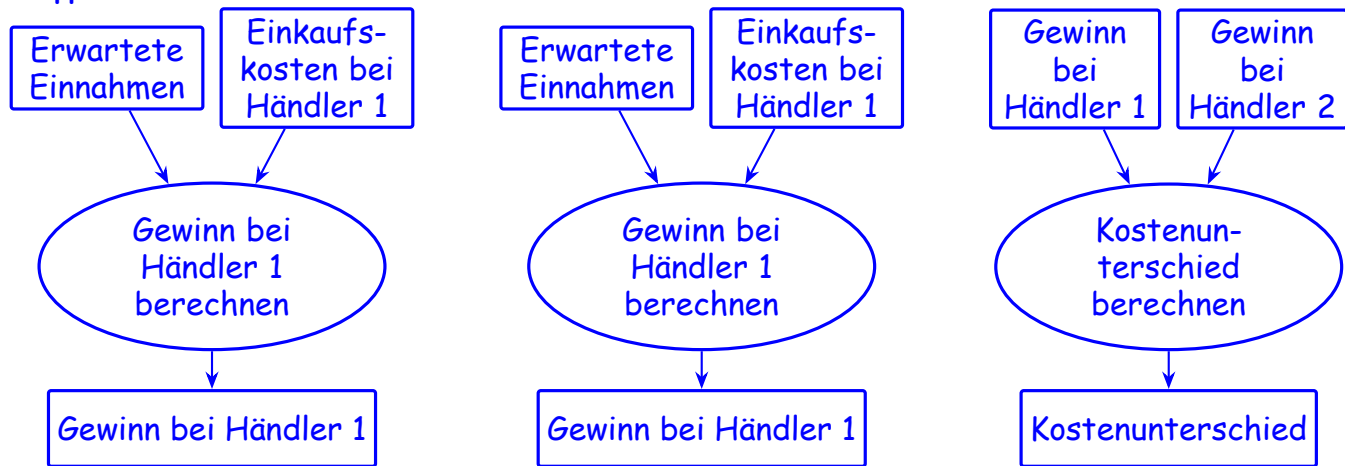 Erwartete
Einnahmen
Einkaufs-
kosten bei
Händler 1
Gewinn bei
Händler 1
berechnen
Gewinn bei Händler 1
Erwartete
Einnahmen
Einkaufs-
kosten bei
Händler 1
Gewinn bei
Händler 1
berechnen
Gewinn bei Händler 1
Gewinn
bei
Händler 1
Gewinn
bei
Händler 2
Kostenun-
terschied
berechnen
Kostenunterschied